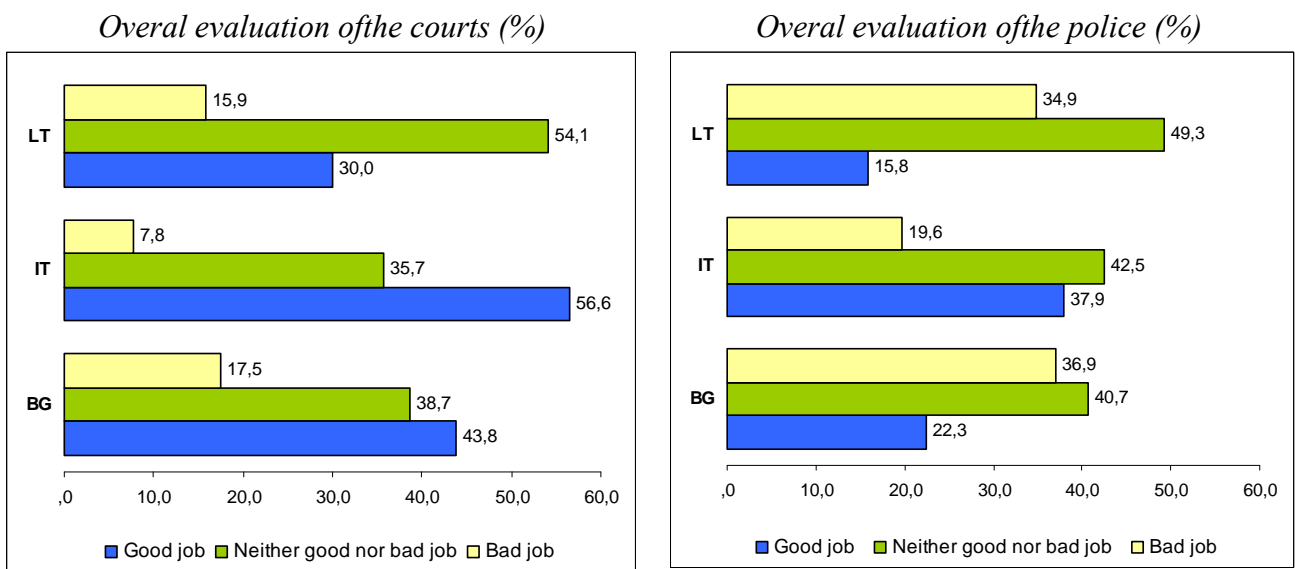 Overal evaluation ofthe courts (%)
LT
15,9
54,1
30,0
IT
7,8
35,7
56,6
BG
17,5
38,7
43,8
,0 10,0 20,0 30,0 40,0 50,0 60,0
Good job Neither good nor bad job Bad job
Overal evaluation ofthe police (%)
LT
34,9
49,3
15,8
IT
19,6
42,5
37,9
BG
36,9
40,7
22,3
,0 10,0 20,0 30,0 40,0 50,0 60,0
Good job Neither good nor bad job Bad job